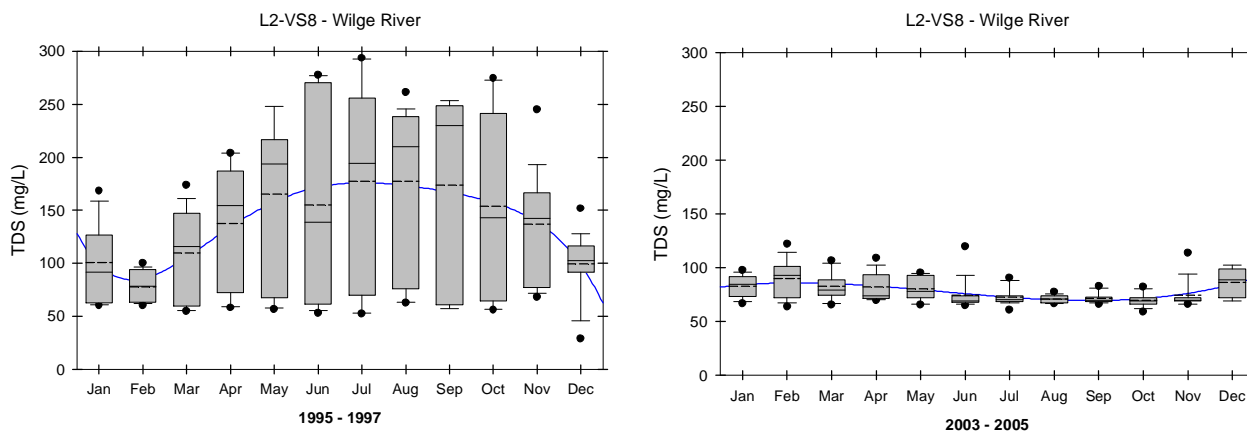 L2-VS8 - Wilge River
TDS (mg/L)
300
250
200
150
100
50
0
Jan Feb Mar Apr May Jun Jul Aug Sep Oct Nov Dec
1995 - 1997
L2-VS8 - Wilge River
TDS (mg/L)
300
250
200
150
100
50
0
Jan Feb Mar Apr May Jun Jul Aug Sep Oct Nov Dec
2003 - 2005